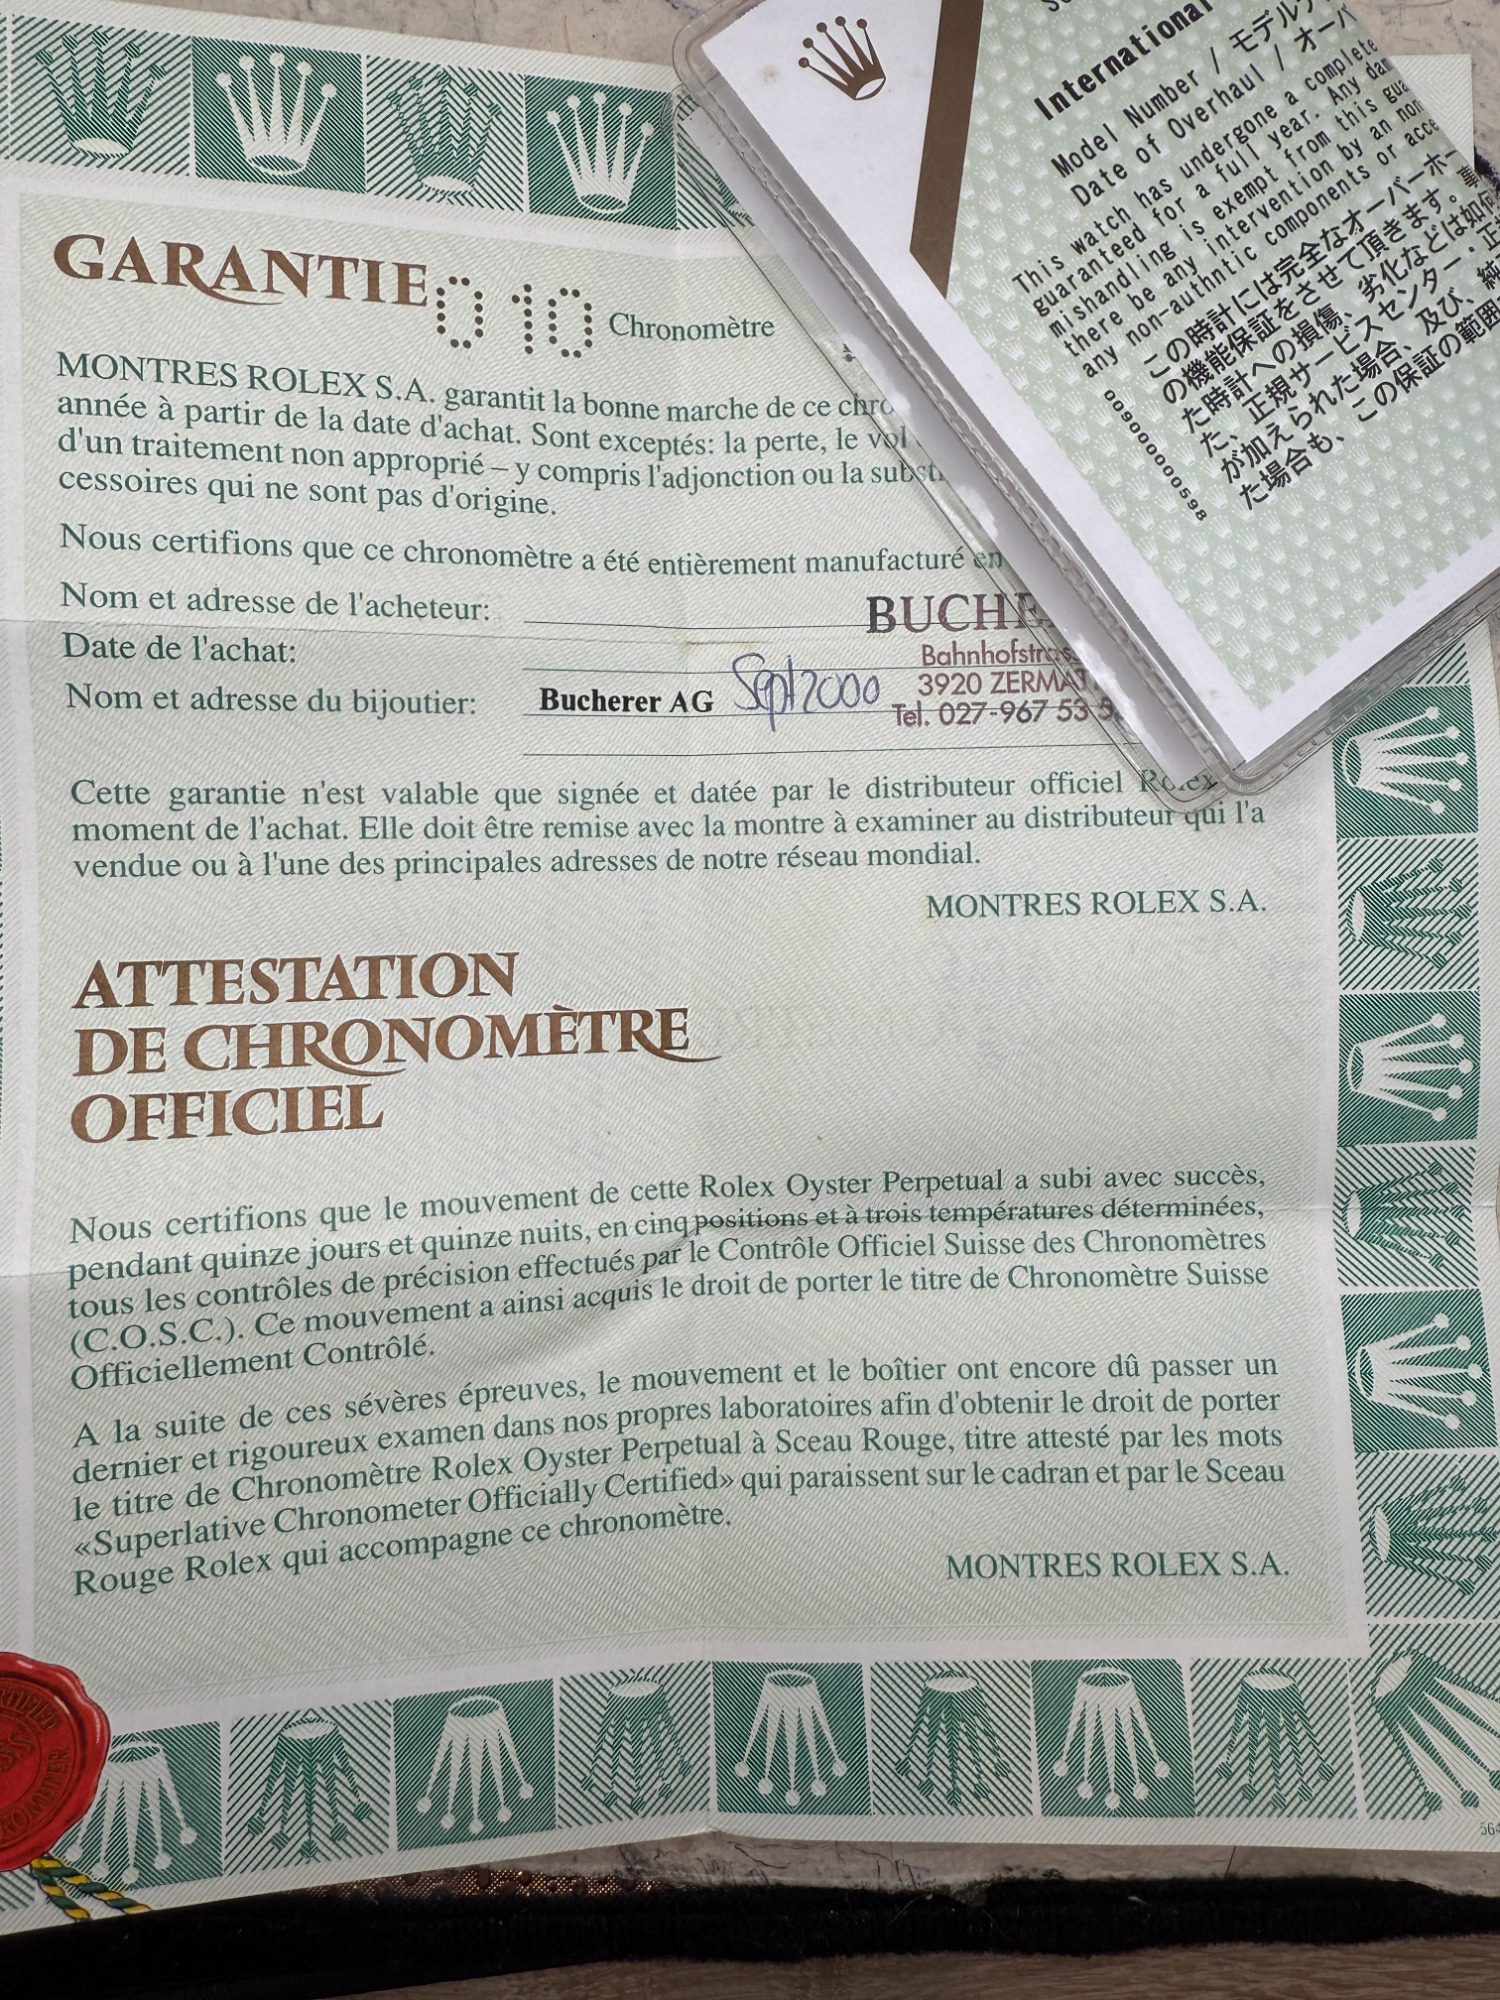 GARANTIE 010 Chronomètre
MONTRES ROLEX S.A. garantit la bonne marche de ce
année à partir de la date d'achat. Sont exceptés: la perte, le vol
d'un traitement non approprié – y compris l'adjonction ou la
cessoires qui ne sont pas d'origine.
Nous certifions que ce chronomètre a été entièrement manufacturé en
Nom et adresse de l'acheteur:
Date de l'achat:
Nom et adresse du bijoutier: Bucherer AG Sept 2000
BUCHE
3920
Tel. 027-967 53
Cette garantie n'est valable que signée et datée par le distributeur officiel Rolex
moment de l'achat. Elle doit être remise avec la montre à examiner au distributeur qui l'a
vendue ou à l'une des principales adresses de notre réseau mondial.
MONTRES ROLEX S.A.
ATTESTATION
DE CHRONOMÈTRE
OFFICIEL
Nous certifions que le mouvement de cette Rolex Oyster Perpetual a subi avec succès,
pendant quinze jours et quinze nuits, en cinq positions et à trois températures déterminées,
tous les contrôles de précision effectués par le Contrôle Officiel Suisse des Chronomètres
(C.O.S.C.). Ce mouvement a ainsi acquis le droit de porter le titre de Chronomètre Suisse
Officiellement Contrôlé.
A la suite de ces sévères épreuves, le mouvement et le boîtier ont encore dû passer un
dernier et rigoureux examen dans nos propres laboratoires afin d'obtenir le droit de porter
le titre de Chronomètre Rolex Oyster Perpetual à Sceau Rouge, titre attesté par les mots
«Superlative Chronometer Officially Certified» qui paraissent sur le cadran et par le Sceau
Rouge Rolex qui accompagne ce chronomètre.
MONTRES ROLEX S.A.
564
International
Model Number / モデル
Date of Overhaul / オーバ
This watch has undergone a complete
guaranteed for a full year. Any
mishandling is exempt from this
there be any intervention by an non
any non-authntic components or
この時計には完全なオーバーホー
の機能保証をさせて頂きます。
た時計への損傷、劣化などは如何
た、正規サービスセンター・正
が加えられた場合、及び、純
た場合も、この保証の範囲
0090000000598